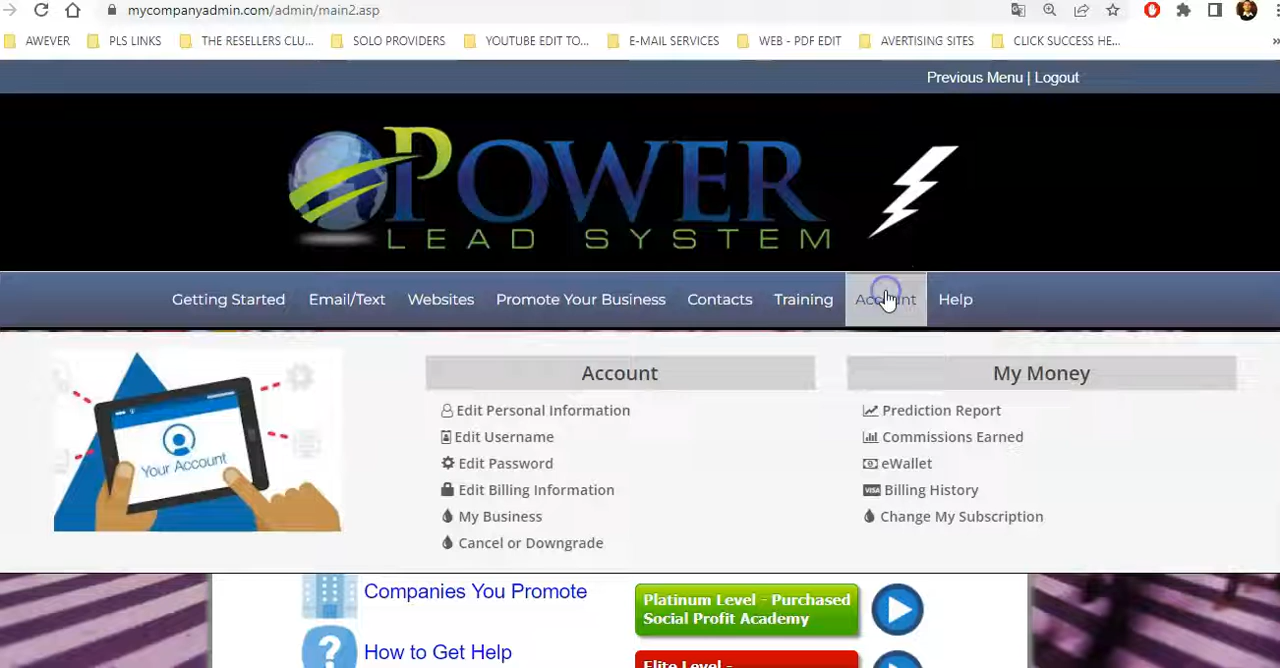 mycompanyadmin.com/admin/main2.asp
AWEVER PLS LINKS THE RESELLERS CLU... SOLO PROVIDERS YOUTUBE EDIT TO... E-MAIL SERVICES WEB - PDF EDIT AVERTISING SITES CLICK SUCCESS HE... »
Previous Menu | Logout
POWER
LEAD SYSTEM
Getting Started Email/Text Websites Promote Your Business Contacts Training Account Help
Account
Edit Personal Information
Edit Username
Edit Password
Edit Billing Information
My Business
Cancel or Downgrade
My Money
Prediction Report
Commissions Earned
eWallet
VISA Billing History
Change My Subscription
Your Account
Companies You Promote
Platinum Level - Purchased
Social Profit Academy
? How to Get Help
Elite Level -